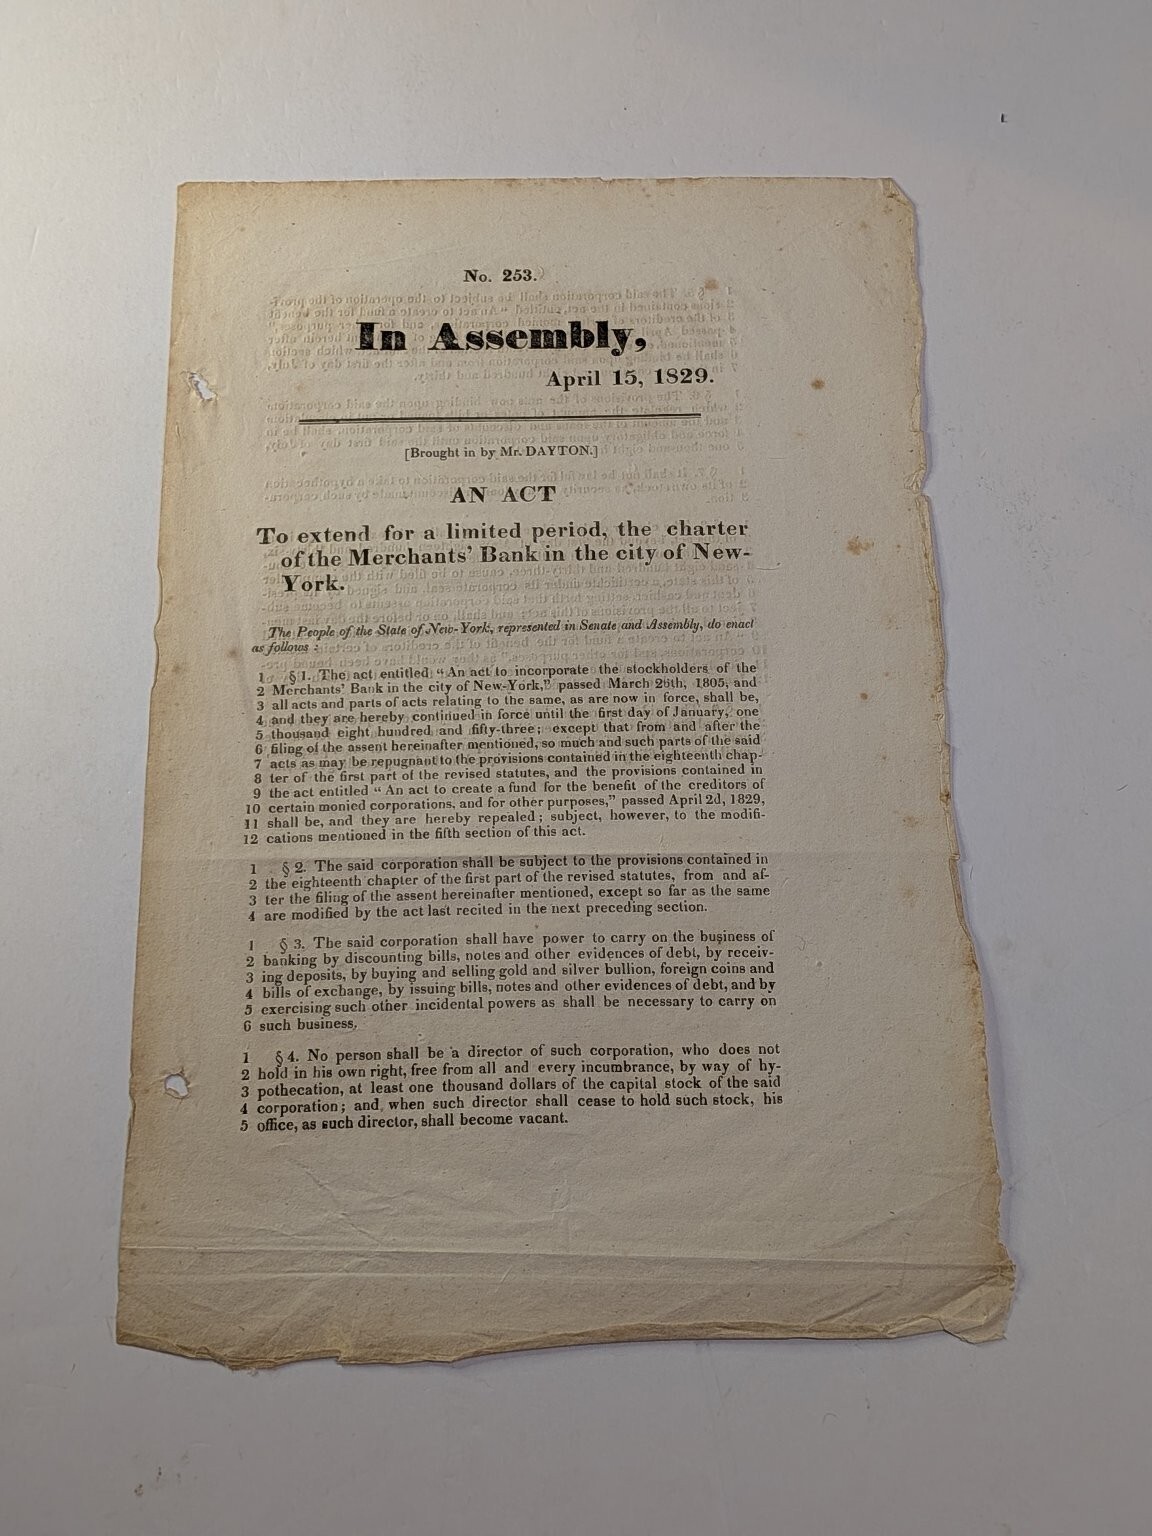 No. 253.
In Assembly,
April 15, 1829.
[Brought in by Mr. DAYTON.]
AN ACT
To extend for a limited period, the charter
of the Merchants' Bank in the city of New-
York.
The People of the State of New-York, represented in Senate and Assembly, do enact
as follows:
1 § 1. The act entitled "An act to incorporate the stockholders of the
2 Merchants' Bank in the city of New-York," passed March 26th, 1805, and
3 all acts and parts of acts relating to the same, as are now in force, shall be,
4 and they are hereby continued in force until the first day of January, one
5 thousand eight hundred and fifty-three; except that from and after the
6 filing of the assent hereinafter mentioned, so much and such parts of the said
7 acts as may be repugnant to the provisions contained in the eighteenth chap-
8 ter of the first part of the revised statutes, and the provisions contained in
9 the act entitled "An act to create a fund for the benefit of the creditors of
10 certain monied corporations, and for other purposes," passed April 2d, 1829,
11 shall be, and they are hereby repealed; subject, however, to the modifi-
12 cations mentioned in the fifth section of this act.
1 § 2. The said corporation shall be subject to the provisions contained in
2 the eighteenth chapter of the first part of the revised statutes, from and af-
3 ter the filing of the assent hereinafter mentioned, except so far as the same
4 are modified by the act last recited in the next preceding section.
1 § 3. The said corporation shall have power to carry on the business of
2 banking by discounting bills, notes and other evidences of debt, by receiv-
3 ing deposits, by buying and selling gold and silver bullion, foreign coins and
4 bills of exchange, by issuing bills, notes and other evidences of debt, and by
5 exercising such other incidental powers as shall be necessary to carry on
6 such business.
1 § 4. No person shall be a director of such corporation, who does not
2 hold in his own right, free from all and every incumbrance, by way of hy-
3 pothecation, at least one thousand dollars of the capital stock of the said
4 corporation; and when such director shall cease to hold such stock, his
5 office, as such director, shall become vacant.